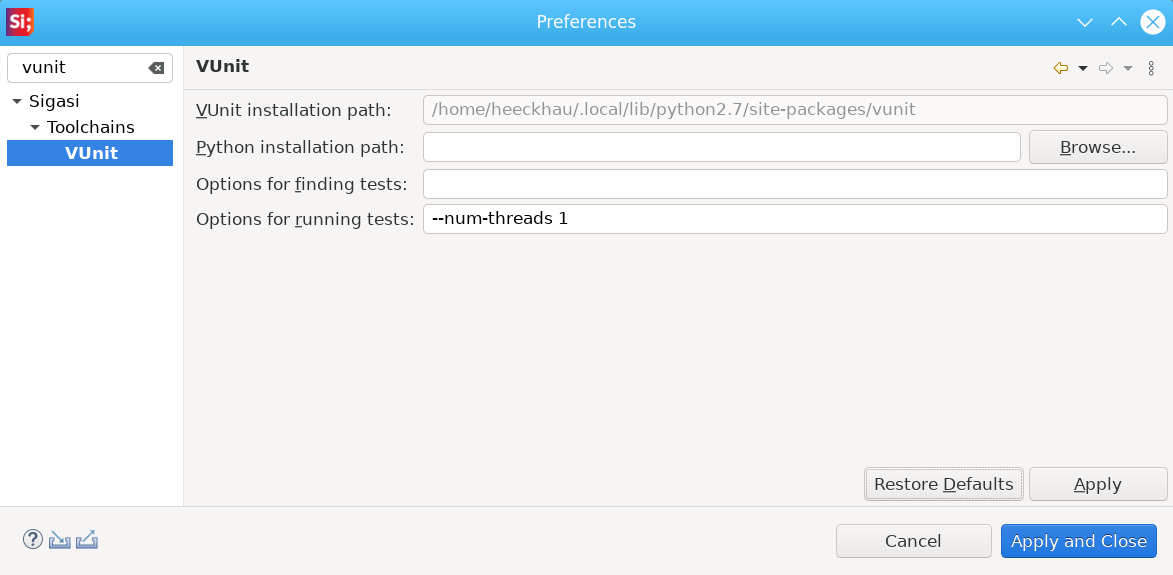 Si;
Preferences
vunit
Sigasi
Toolchains
VUnit
VUnit
VUnit installation path:
/home/heeckhau/.local/lib/python2.7/site-packages/vunit
Python installation path:
Browse...
Options for finding tests:
Options for running tests:
--num-threads 1
Restore Defaults
Apply
?
Cancel
Apply and Close